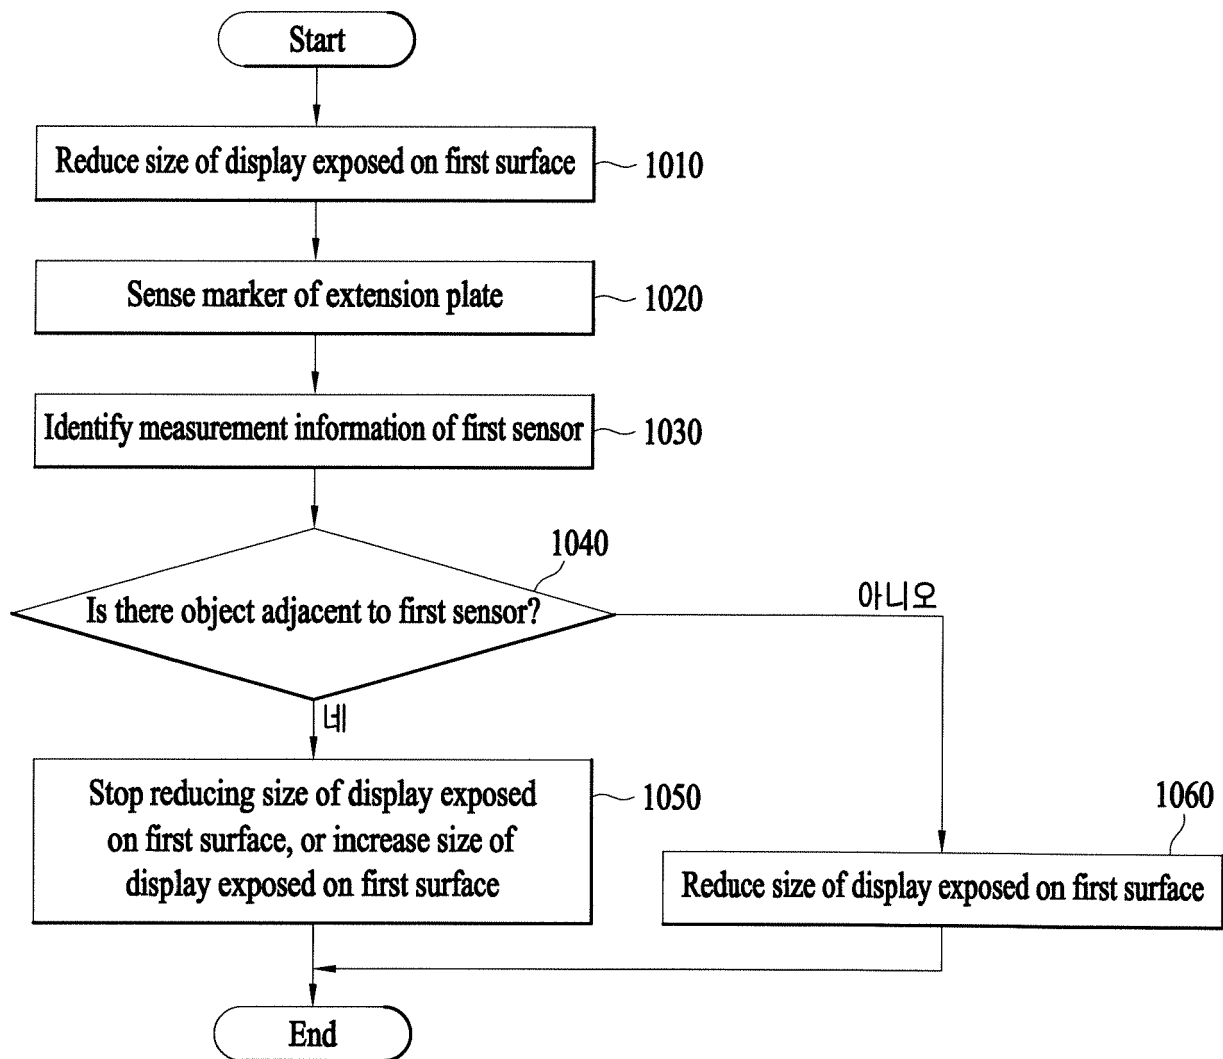 Start
Reduce size of display exposed on first surface
1010
Sense marker of extension plate
1020
Identify measurement information of first sensor
1030
1040
Is there object adjacent to first sensor?
아니오
네
Stop reducing size of display exposed
on first surface, or increase size of
display exposed on first surface
1050
1060
Reduce size of display exposed on first surface
End